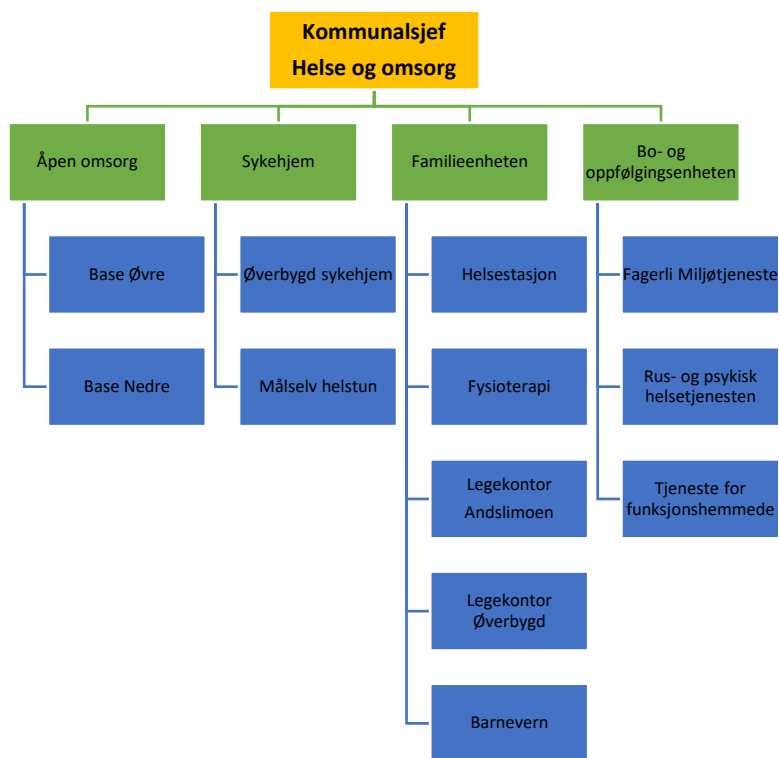 Kommunalsjef
Helse og omsorg
Åpen omsorg
Sykehjem
Familieenheten
Bo- og
oppfølgingsenheten
Base Øvre
Øverbygd sykehjem
Helsestasjon
Fagerli Miljøtjeneste
Base Nedre
Målselv helstun
Fysioterapi
Rus- og psykisk
helsetjenesten
Legekontor
Andslimoen
Tjeneste for
funksjonshemmede
Legekontor
Øverbygd
Barnevern